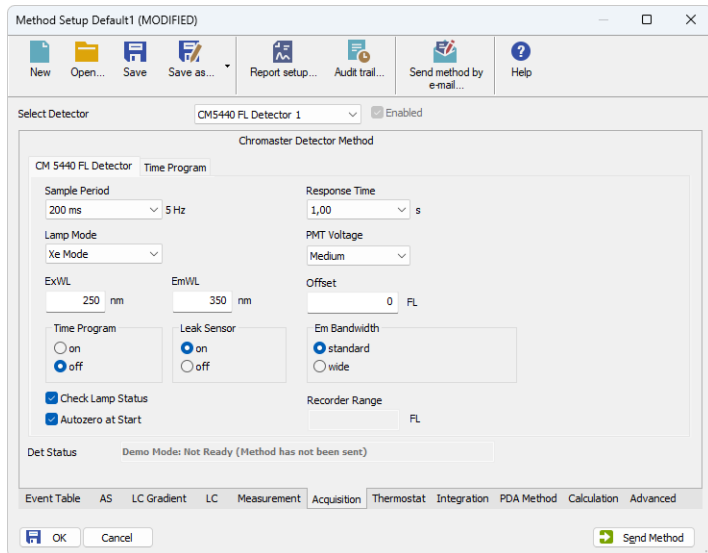 Method Setup Default1 (MODIFIED)
New Open... Save Save as... Report setup... Audit trail... Send method by e-mail... Help
Select Detector CM5440 FL Detector 1 Enabled
Chromaster Detector Method
CM 5440 FL Detector Time Program
Sample Period Response Time
200 ms 5 Hz 1,00 s
Lamp Mode PMT Voltage
Xe Mode Medium
ExWL EmWL Offset
250 nm 350 nm 0 FL
Time Program Leak Sensor Em Bandwidth
on on standard
off off wide
Check Lamp Status Recorder Range
Autozero at Start FL
Det Status Demo Mode: Not Ready (Method has not been sent)
Event Table AS LC Gradient LC Measurement Acquisition Thermostat Integration PDA Method Calculation Advanced
OK Cancel Send Method